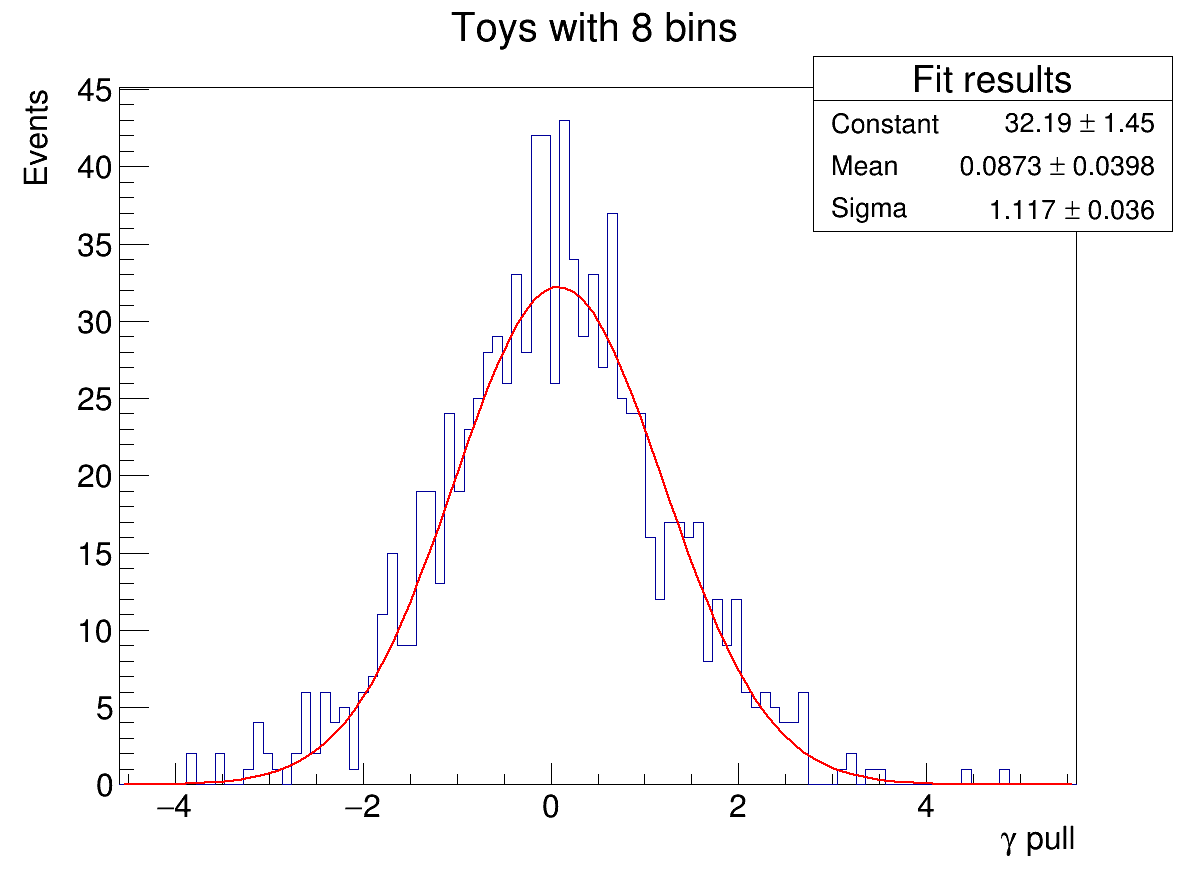 Toys with 8 bins
Fit results
Constant 32.19 ± 1.45
Mean 0.0873 ± 0.0398
Sigma 1.117 ± 0.036
Events
45
40
35
30
25
20
15
10
5
0
−4 −2 0 2 4
γ pull